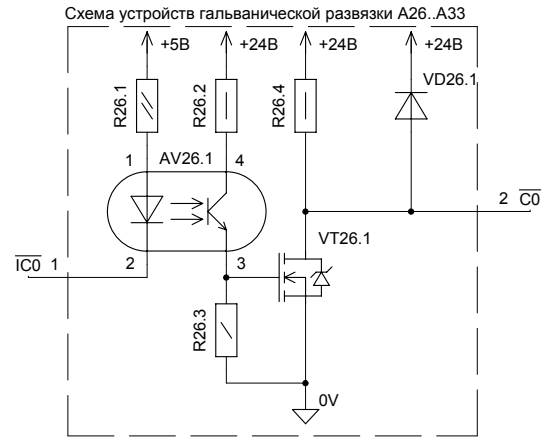 Схема устройств гальванической развязки А26..А33
+5В +24В +24В +24В
R26.1 R26.2 R26.4 VD26.1
1 AV26.1 4
2 C0
VT26.1
IC0 1 2 3
R26.3
0V